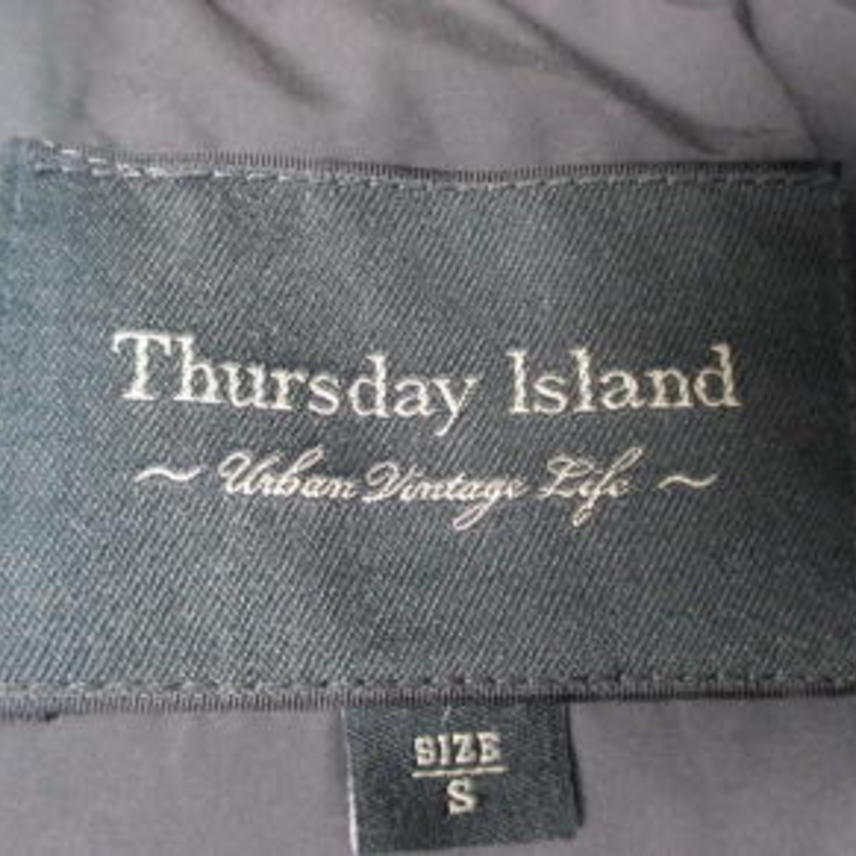 Thursday Island
~ Urban Vintage Life ~
SIZE
S